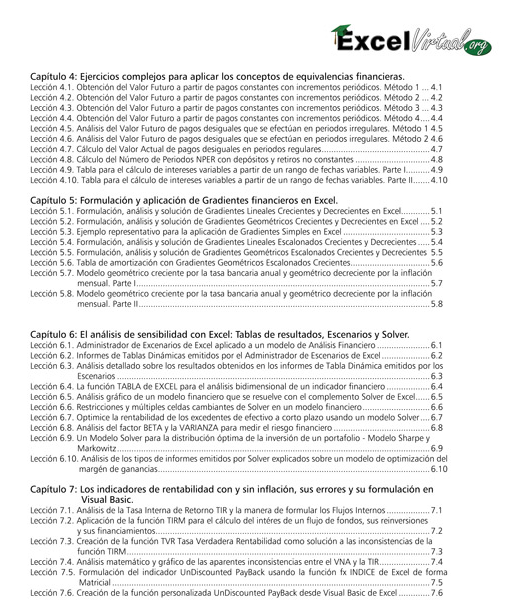 ExcelVirtual.org
Capítulo 4: Ejercicios complejos para aplicar los conceptos de equivalencias financieras.
Lección 4.1. Obtención del Valor Futuro a partir de pagos constantes con incrementos periódicos. Método 1 ... 4.1
Lección 4.2. Obtención del Valor Futuro a partir de pagos constantes con incrementos periódicos. Método 2 ... 4.2
Lección 4.3. Obtención del Valor Futuro a partir de pagos constantes con incrementos periódicos. Método 3 ... 4.3
Lección 4.4. Obtención del Valor Futuro a partir de pagos constantes con incrementos periódicos. Método 4.... 4.4
Lección 4.5. Análisis del Valor Futuro de pagos desiguales que se efectúan en periodos irregulares. Método 1 4.5
Lección 4.6. Análisis del Valor Futuro de pagos desiguales que se efectúan en periodos irregulares. Método 2 4.6
Lección 4.7. Cálculo del Valor Actual de pagos desiguales en periodos regulares............................................4.7
Lección 4.8. Cálculo del Número de Periodos NPER con depósitos y retiros no constantes ..............................4.8
Lección 4.9. Tabla para el cálculo de intereses variables a partir de un rango de fechas variables. Parte I.........4.9
Lección 4.10. Tabla para el cálculo de intereses variables a partir de un rango de fechas variables. Parte II.......4.10
Capítulo 5: Formulación y aplicación de Gradientes financieros en Excel.
Lección 5.1. Formulación, análisis y solución de Gradientes Lineales Crecientes y Decrecientes en Excel............5.1
Lección 5.2. Formulación, análisis y solución de Gradientes Geométricos Crecientes y Decrecientes en Excel ....5.2
Lección 5.3. Ejemplo representativo para la aplicación de Gradientes Simples en Excel ...................................5.3
Lección 5.4. Formulación, análisis y solución de Gradientes Lineales Escalonados Crecientes y Decrecientes .....5.4
Lección 5.5. Formulación, análisis y solución de Gradientes Geométricos Escalonados Crecientes y Decrecientes 5.5
Lección 5.6. Tabla de amortización con Gradientes Geométricos Escalonados Crecientes.................................5.6
Lección 5.7. Modelo geométrico creciente por la tasa bancaria anual y geométrico decreciente por la inflación
mensual. Parte I........................................................................................................................5.7
Lección 5.8. Modelo geométrico creciente por la tasa bancaria anual y geométrico decreciente por la inflación
mensual. Parte II.......................................................................................................................5.8
Capítulo 6: El análisis de sensibilidad con Excel: Tablas de resultados, Escenarios y Solver.
Lección 6.1. Administrador de Escenarios de Excel aplicado a un modelo de Análisis Financiero ......................6.1
Lección 6.2. Informes de Tablas Dinámicas emitidos por el Administrador de Escenarios de Excel ....................6.2
Lección 6.3. Análisis detallado sobre los resultados obtenidos en los informes de Tabla Dinámica emitidos por los
Escenarios ................................................................................................................................6.3
Lección 6.4. La función TABLA de EXCEL para el análisis bidimensional de un indicador financiero ..................6.4
Lección 6.5. Análisis gráfico de un modelo financiero que se resuelve con el complemento Solver de Excel......6.5
Lección 6.6. Restricciones y múltiples celdas cambiantes de Solver en un modelo financiero ...........................6.6
Lección 6.7. Optimice la rentabilidad de los excedentes de efectivo a corto plazo usando un modelo Solver ....6.7
Lección 6.8. Análisis del factor BETA y la VARIANZA para medir el riesgo financiero .......................................6.8
Lección 6.9. Un Modelo Solver para la distribución óptima de la inversión de un portafolio - Modelo Sharpe y
Markowitz................................................................................................................................6.9
Lección 6.10. Análisis de los tipos de informes emitidos por Solver explicados sobre un modelo de optimización del
margén de ganancias................................................................................................................6.10
Capítulo 7: Los indicadores de rentabilidad con y sin inflación, sus errores y su formulación en
Visual Basic.
Lección 7.1. Análisis de la Tasa Interna de Retorno TIR y la manera de formular los Flujos Internos ..................7.1
Lección 7.2. Aplicación de la función TIRM para el cálculo del intéres de un flujo de fondos, sus reinversiones
y sus financiamientos................................................................................................................7.2
Lección 7.3. Creación de la función TVR Tasa Verdadera Rentabilidad como solución a las inconsistencias de la
función TIRM............................................................................................................................7.3
Lección 7.4. Análisis matemático y gráfico de las aparentes inconsistencias entre el VNA y la TIR.....................7.4
Lección 7.5. Formulación del indicador UnDiscounted PayBack usando la función fx INDICE de Excel de forma
Matricial ..................................................................................................................................7.5
Lección 7.6. Creación de la función personalizada UnDiscounted PayBack desde Visual Basic de Excel .............7.6